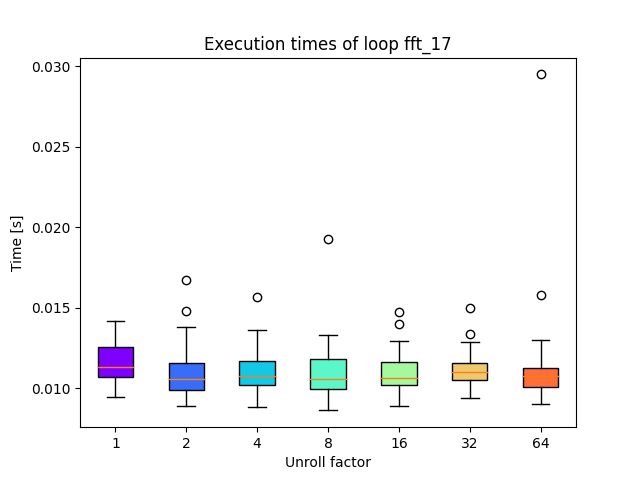 Execution times of loop fft_17
0.030
0.025
0.020
0.015
0.010
Time [s]
1 2 4 8 16 32 64
Unroll factor